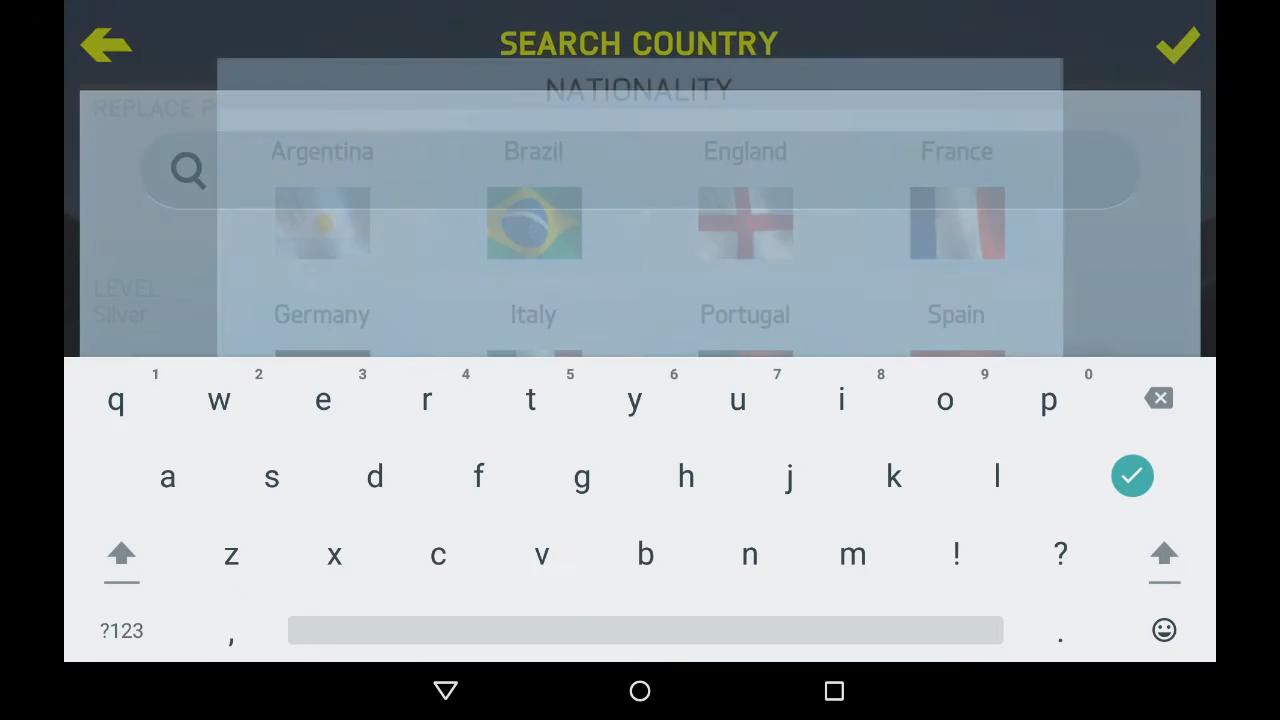 SEARCH COUNTRY
NATIONALITY
REPLACE P
Argentina Brazil England France
LEVEL
Silver
Germany Italy Portugal Spain
1 2 3 4 5 6 7 8 9 0
q w e r t y u i o p
a s d f g h j k l
z x c v b n m ! ?
?123 , .